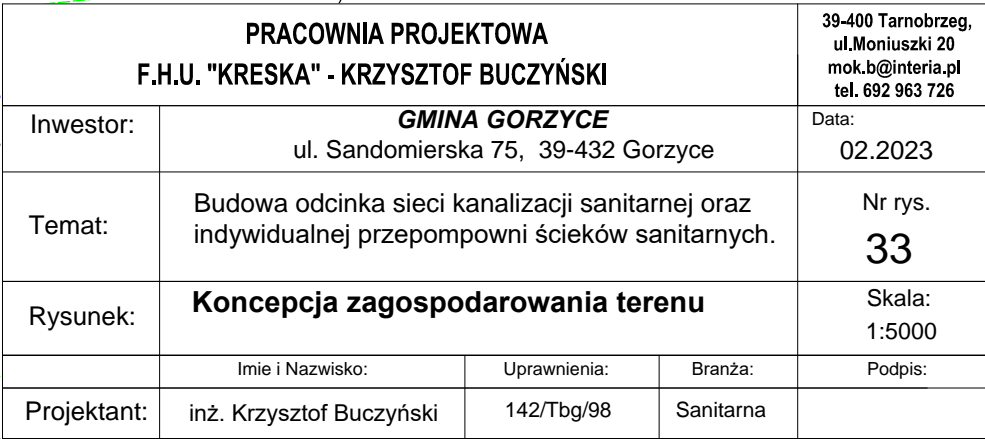 PRACOWNIA PROJEKTOWA
F.H.U. "KRESKA" - KRZYSZTOF BUCZYŃSKI
39-400 Tarnobrzeg,
ul.Moniuszki 20
mok.b@interia.pl
tel. 692 963 726
Inwestor:
GMINA GORZYCE
ul. Sandomierska 75, 39-432 Gorzyce
Data:
02.2023
Temat:
Budowa odcinka sieci kanalizacji sanitarnej oraz
indywidualnej przepompowni ścieków sanitarnych.
Nr rys.
33
Rysunek:
Koncepcja zagospodarowania terenu
Skala:
1:5000
Imie i Nazwisko:
Uprawnienia:
Branża:
Podpis:
Projektant:
inż. Krzysztof Buczyński
142/Tbg/98
Sanitarna